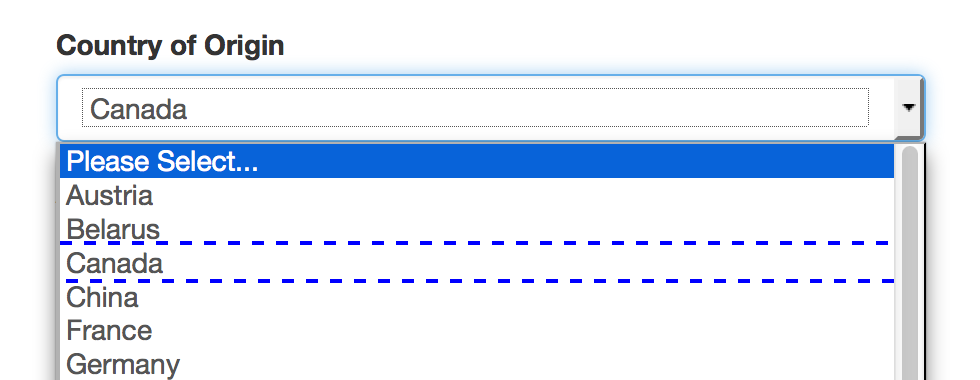 Country of Origin
Canada
Please Select...
Austria
Belarus
Canada
China
France
Germany